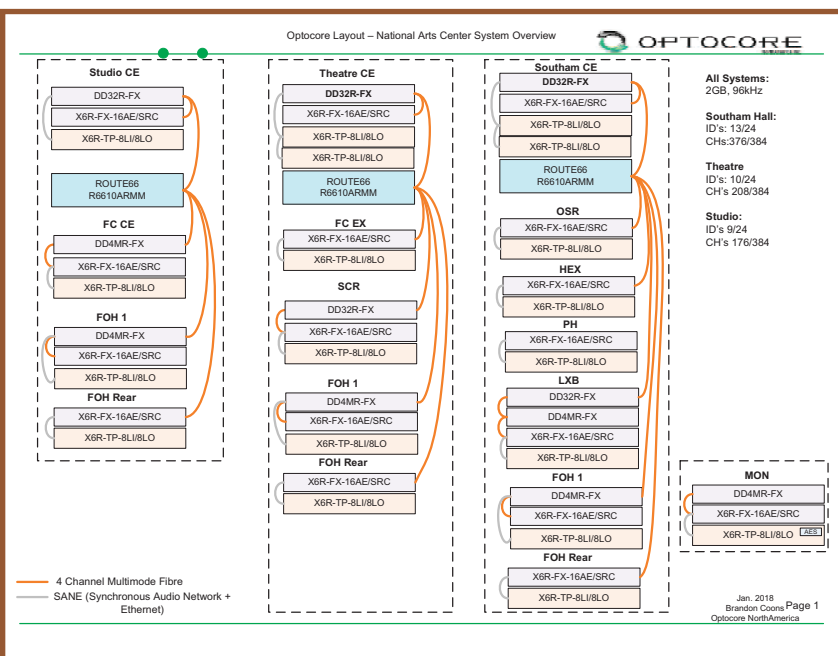 Optocore Layout – National Arts Center System Overview
OPTOCORE
Studio CE
DD32R-FX
X6R-FX-16AE/SRC
X6R-TP-8LI/8LO
ROUTE66
R6610ARMM
FC CE
DD4MR-FX
X6R-FX-16AE/SRC
X6R-TP-8LI/8LO
FOH 1
DD4MR-FX
X6R-FX-16AE/SRC
X6R-TP-8LI/8LO
FOH Rear
X6R-FX-16AE/SRC
X6R-TP-8LI/8LO
Theatre CE
DD32R-FX
X6R-FX-16AE/SRC
X6R-TP-8LI/8LO
X6R-TP-8LI/8LO
ROUTE66
R6610ARMM
FC EX
X6R-FX-16AE/SRC
X6R-TP-8LI/8LO
SCR
DD32R-FX
X6R-FX-16AE/SRC
X6R-TP-8LI/8LO
FOH 1
DD4MR-FX
X6R-FX-16AE/SRC
X6R-TP-8LI/8LO
FOH Rear
X6R-FX-16AE/SRC
X6R-TP-8LI/8LO
Southam CE
DD32R-FX
X6R-FX-16AE/SRC
X6R-TP-8LI/8LO
X6R-TP-8LI/8LO
ROUTE66
R6610ARMM
OSR
X6R-FX-16AE/SRC
X6R-TP-8LI/8LO
HEX
X6R-FX-16AE/SRC
X6R-TP-8LI/8LO
PH
X6R-FX-16AE/SRC
X6R-TP-8LI/8LO
LXB
DD32R-FX
DD4MR-FX
X6R-FX-16AE/SRC
X6R-TP-8LI/8LO
FOH 1
DD4MR-FX
X6R-FX-16AE/SRC
X6R-TP-8LI/8LO
FOH Rear
X6R-FX-16AE/SRC
X6R-TP-8LI/8LO
All Systems:
2GB, 96kHz
Southam Hall:
ID's: 13/24
CHs:376/384
Theatre
ID's: 10/24
CH's 208/384
Studio:
ID's 9/24
CH's 176/384
MON
DD4MR-FX
X6R-FX-16AE/SRC
X6R-TP-8LI/8LO AES
4 Channel Multimode Fibre
SANE (Synchronous Audio Network +
Ethernet)
Jan. 2018
Brandon Coons
Optocore NorthAmerica
Page 1